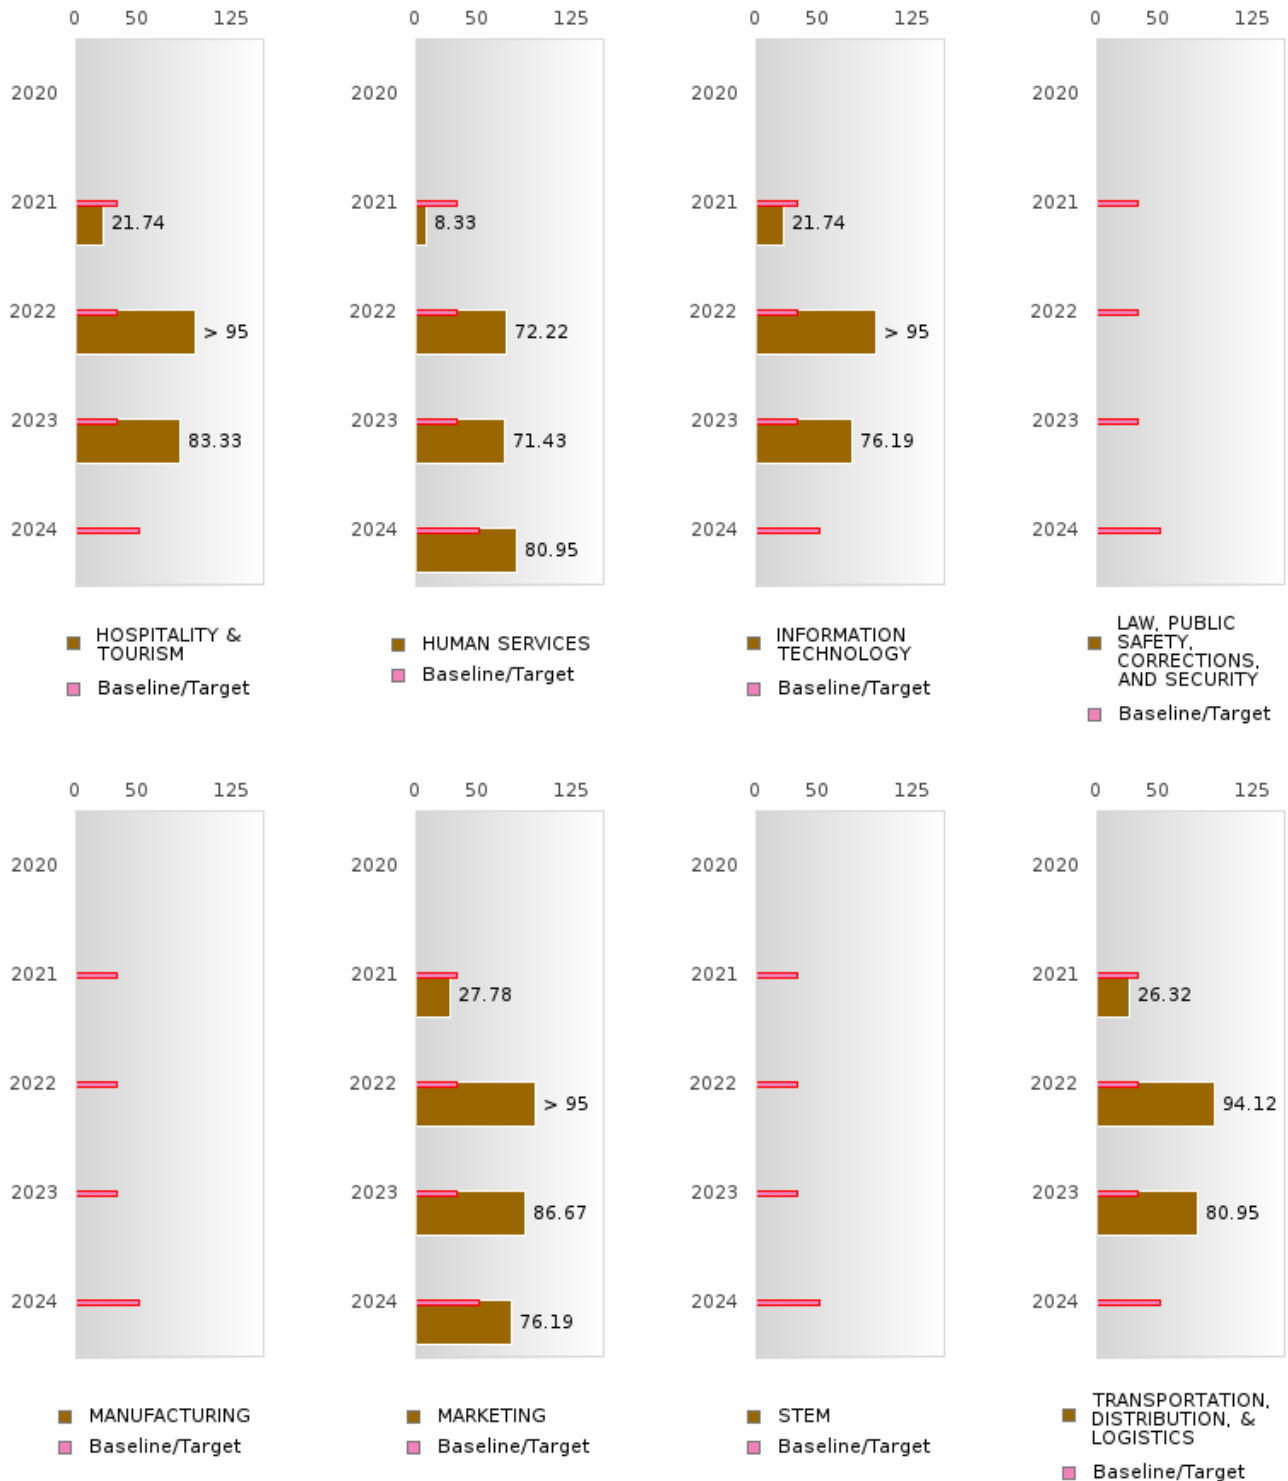 0 50 125
0 50 125
0 50 125
0 50 125
2020
2020
2020
2020
2021
21.74
2021
8.33
2021
21.74
2021
2022
> 95
2022
72.22
2022
> 95
2022
2023
83.33
2023
71.43
2023
76.19
2023
2024
2024
80.95
2024
2024
HOSPITALITY &
TOURISM
Baseline/Target
HUMAN SERVICES
Baseline/Target
INFORMATION
TECHNOLOGY
Baseline/Target
LAW, PUBLIC
SAFETY,
CORRECTIONS,
AND SECURITY
Baseline/Target
0 50 125
0 50 125
0 50 125
0 50 125
2020
2020
2020
2020
2021
2021
27.78
2021
2021
26.32
2022
2022
> 95
2022
2022
94.12
2023
2023
86.67
2023
2023
80.95
2024
2024
76.19
2024
2024
MANUFACTURING
Baseline/Target
MARKETING
Baseline/Target
STEM
Baseline/Target
TRANSPORTATION,
DISTRIBUTION, &
LOGISTICS
Baseline/Target